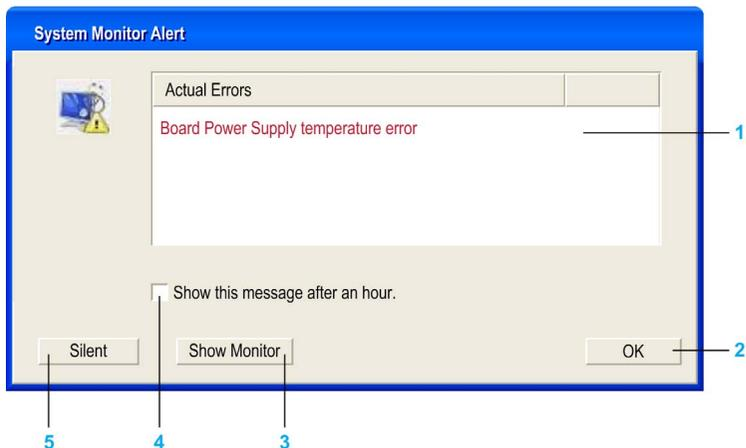 System Monitor Alert
Actual Errors
Board Power Supply temperature error
1
Show this message after an hour.
Silent
Show Monitor
OK
2
5
4
3